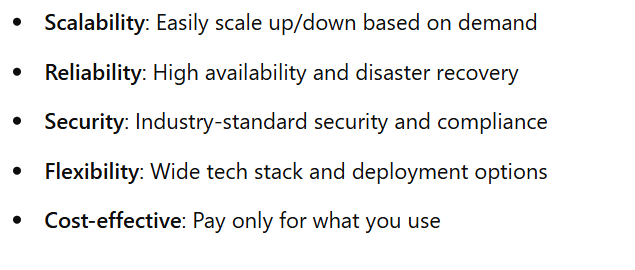 • Scalability: Easily scale up/down based on demand
• Reliability: High availability and disaster recovery
• Security: Industry-standard security and compliance
• Flexibility: Wide tech stack and deployment options
• Cost-effective: Pay only for what you use